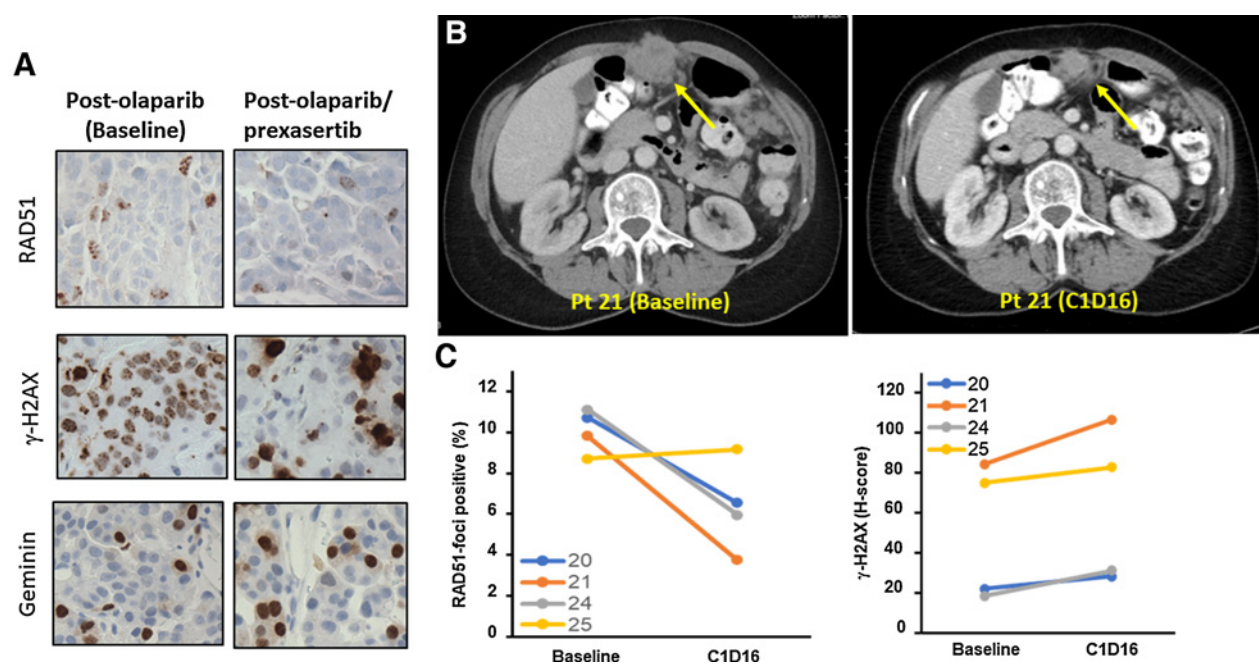 A
Post-olaparib
(Baseline)
Post-olaparib/
prexasertib
RAD51
γ-H2AX
Geminin
B
Zoom Factor:
Pt 21 (Baseline)
Pt 21 (C1D16)
C
RAD51-foci positive (%)
12
10
8
6
4
2
0
20
21
24
25
Baseline
C1D16
γ-H2AX (H-score)
120
100
80
60
40
20
0
20
21
24
25
Baseline
C1D16